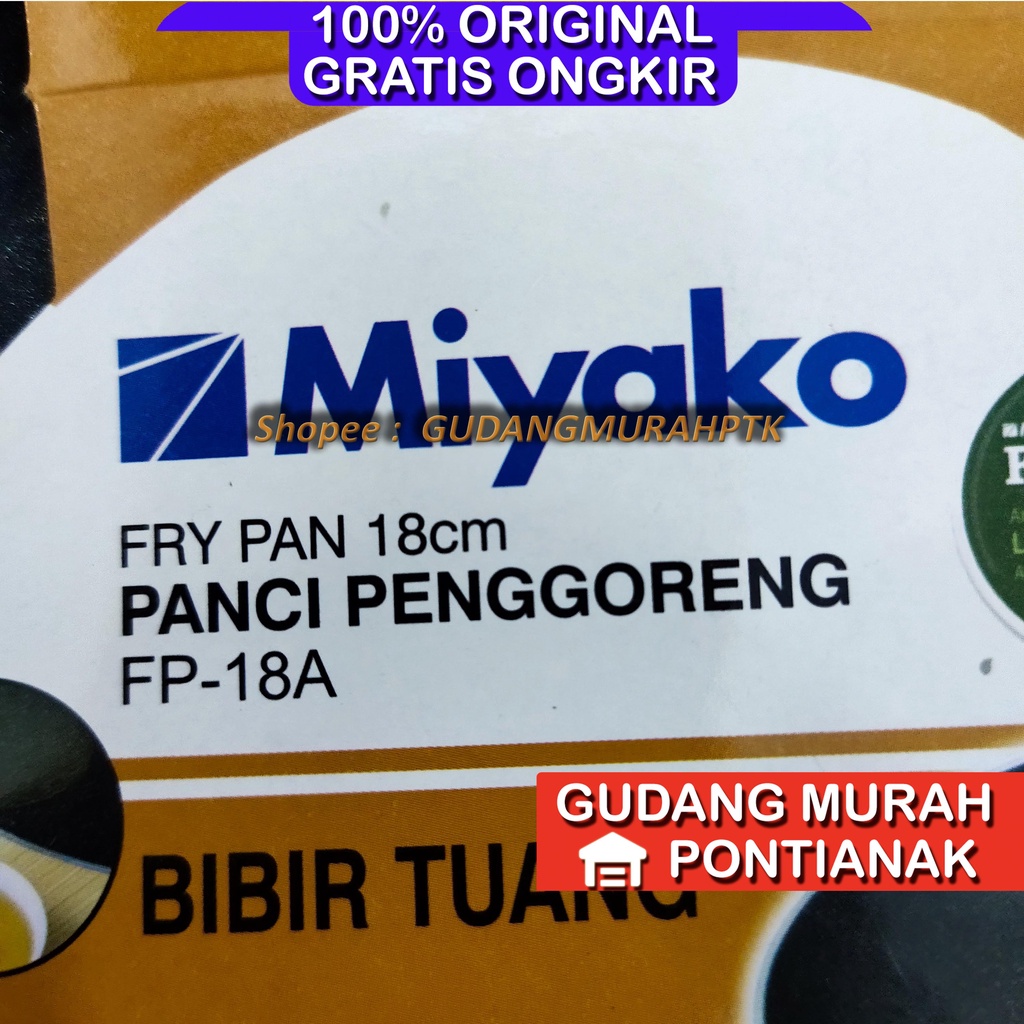 100% ORIGINAL
GRATIS ONGKIR
Miyako
Shopee : GUDANGMURAHPTK
FRY PAN 18cm
PANCI PENGGORENG
FP-18A
GUDANG MURAH
PONTIANAK
BIBIR TUANG